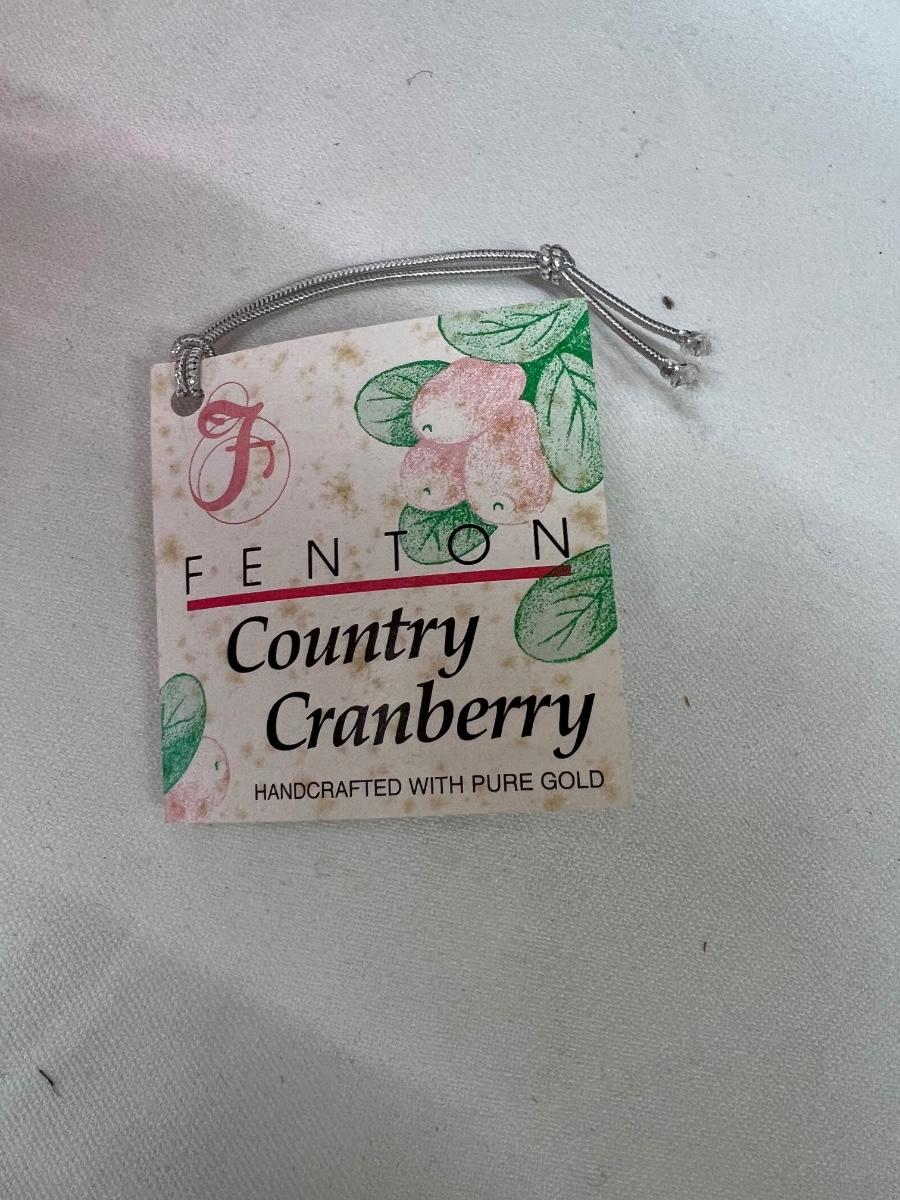 F
FENTON
Country
Cranberry
HANDCRAFTED WITH PURE GOLD